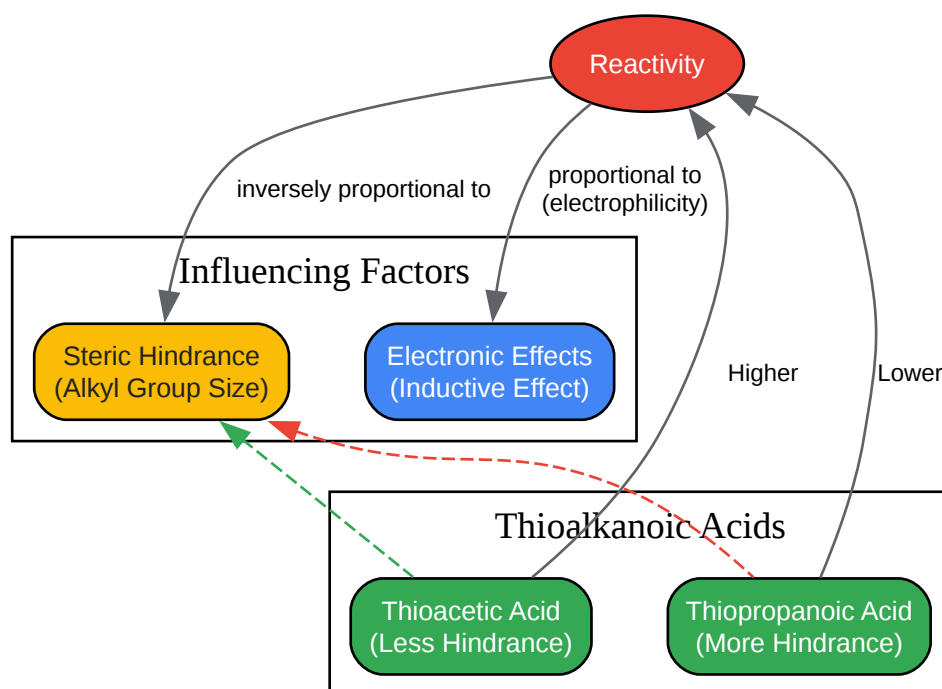 Reactivity
inversely proportional to
proportional to
(electrophilicity)
Influencing Factors
Steric Hindrance
(Alkyl Group Size)
Electronic Effects
(Inductive Effect)
Higher
Lower
Thioalkanoic Acids
Thioacetic Acid
(Less Hindrance)
Thiopropanoic Acid
(More Hindrance)